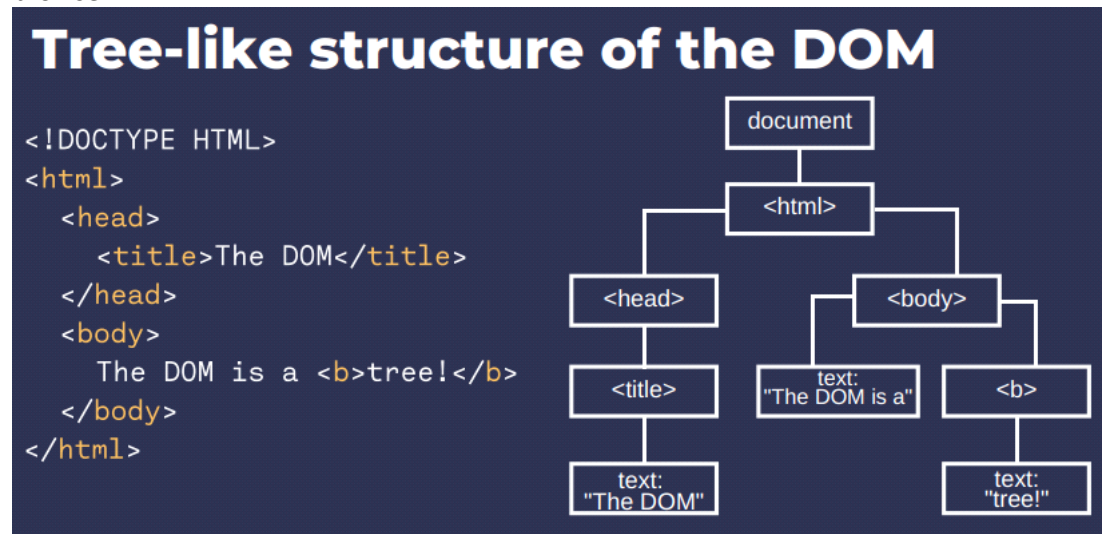 Tree-like structure of the DOM
<!DOCTYPE HTML>
<html>
<head>
<title>The DOM</title>
</head>
<body>
The DOM is a <b>tree!</b>
</body>
</html>
document
<html>
<head>
<body>
<title>
text:
"The DOM is a"
<b>
text:
"The DOM"
text:
"tree!"